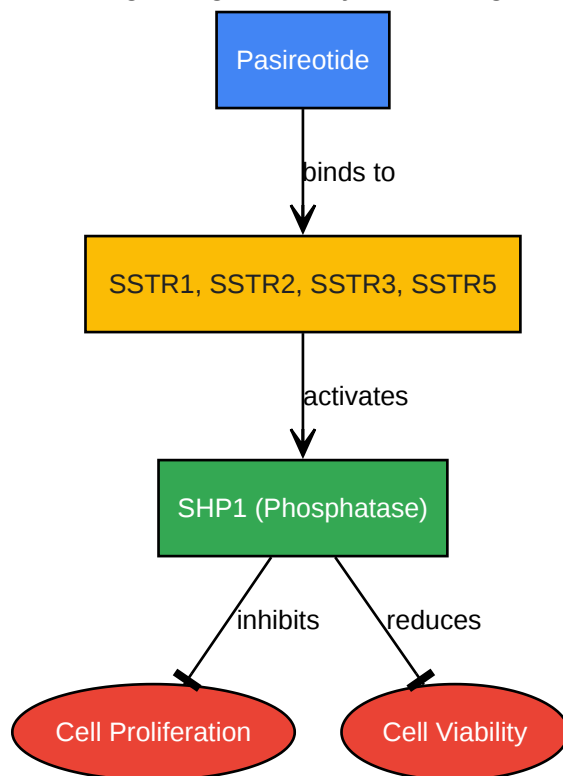 Pasireotide
binds to
SSTR1, SSTR2, SSTR3, SSTR5
activates
SHP1 (Phosphatase)
inhibits
reduces
Cell Proliferation
Cell Viability